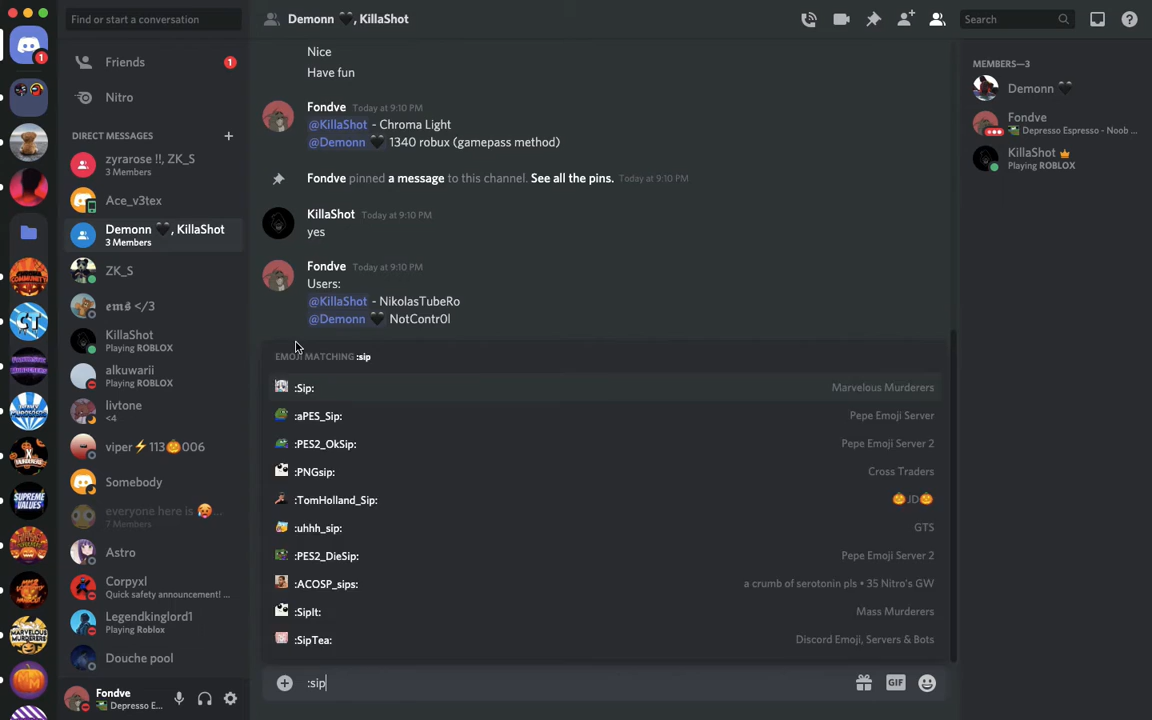 Find or start a conversation
Friends
1
Nitro
DIRECT MESSAGES
zyrarose !!, ZK_S
3 Members
Ace_v3tex
Demonn 🖤, KillaShot
3 Members
ZK_S
𝖊𝖒𝖘 </3
KillaShot
Playing ROBLOX
alkuwarii
Playing ROBLOX
livtone
<4
viper⚡113🎃006
Somebody
everyone here is 🥵...
7 Members
Astro
Corpyxl
Quick safety announcement! ...
Legendkinglord1
Playing Roblox
Douche pool
Fondve
Depresso E...
1
Demonn 🖤, KillaShot
Search
Nice
Have fun
Fondve Today at 9:10 PM
@KillaShot - Chroma Light
@Demonn 🖤 1340 robux (gamepass method)
Fondve pinned a message to this channel. See all the pins. Today at 9:10 PM
KillaShot Today at 9:10 PM
yes
Fondve Today at 9:10 PM
Users:
@KillaShot - NikolasTubeRo
@Demonn 🖤 NotContr0l
EMOJI MATCHING :sip
:Sip: Marvelous Murderers
:aPES_Sip: Pepe Emoji Server
:PES2_OkSip: Pepe Emoji Server 2
:PNGsip: Cross Traders
:TomHolland_Sip: 🎃JD🎃
:uhhh_sip: GTS
:PES2_DieSip: Pepe Emoji Server 2
:ACOSP_sips: a crumb of serotonin pls • 35 Nitro's GW
:SipIt: Mass Murderers
:SipTea: Discord Emoji, Servers & Bots
:sip
GIF
MEMBERS—3
Demonn 🖤
Fondve
Depresso Espresso - Noob ...
KillaShot
Playing ROBLOX